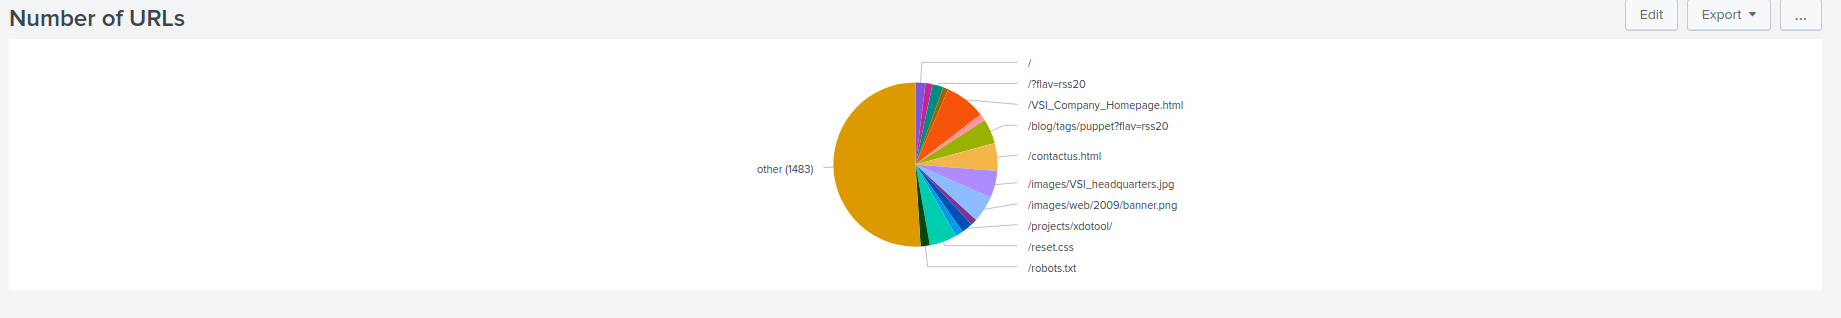 Number of URLs
Edit
Export
...
/
/?flav=rss20
/VSI_Company_Homepage.html
/blog/tags/puppet?flav=rss20
/contactus.html
other (1483)
/images/VSI_headquarters.jpg
/images/web/2009/banner.png
/projects/xdotool/
/reset.css
/robots.txt